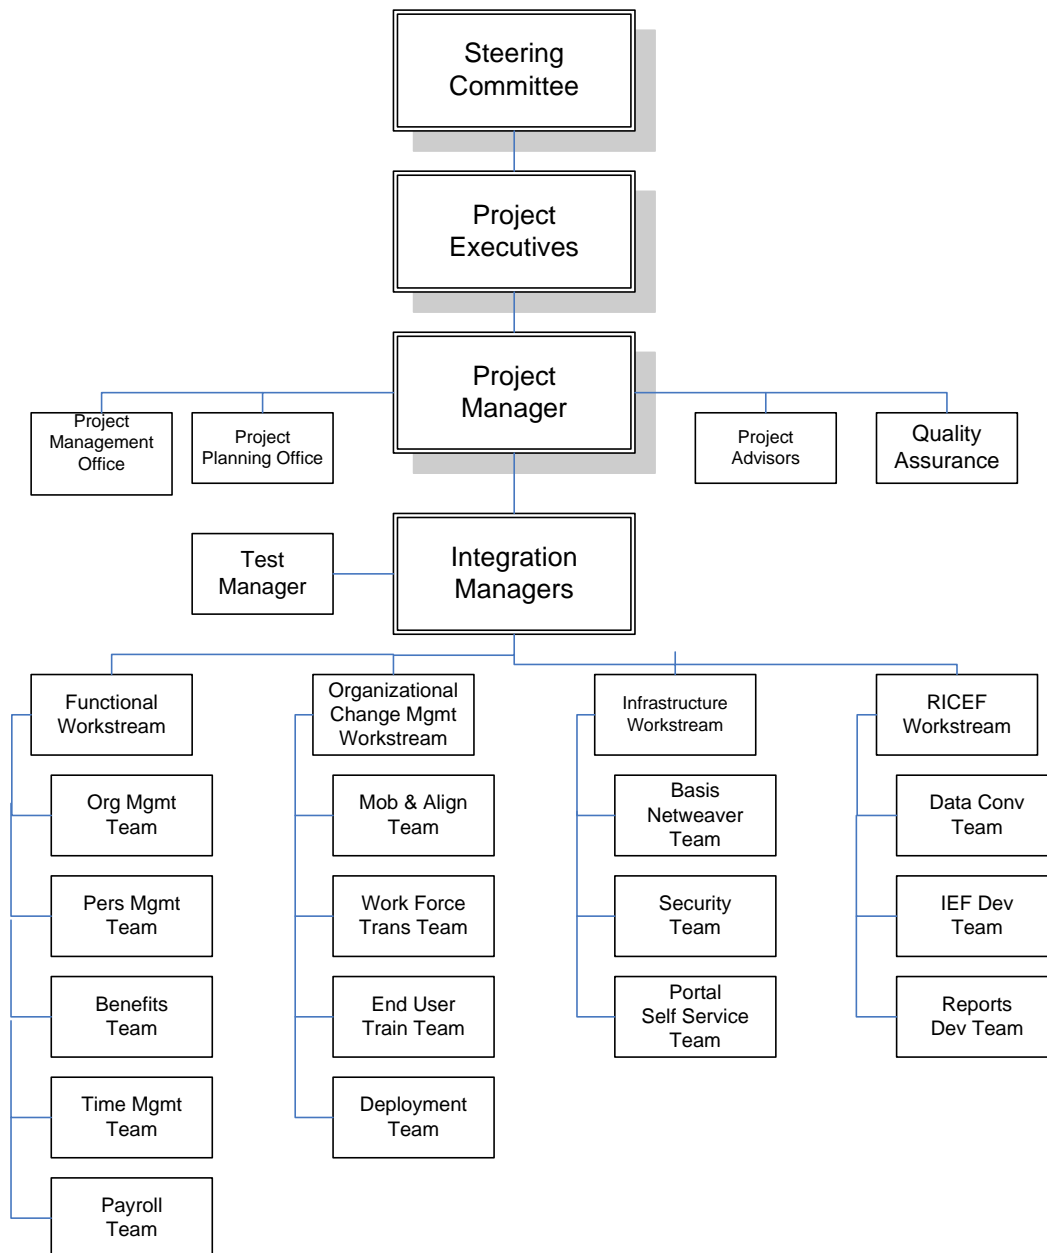 Steering
Committee
Project
Executives
Project
Manager
Project
Management
Office
Project
Planning Office
Project
Advisors
Quality
Assurance
Test
Manager
Integration
Managers
Functional
Workstream
Organizational
Change Mgmt
Workstream
Infrastructure
Workstream
RICEF
Workstream
Org Mgmt
Team
Mob & Align
Team
Basis
Netweaver
Team
Data Conv
Team
Pers Mgmt
Team
Work Force
Trans Team
Security
Team
IEF Dev
Team
Benefits
Team
End User
Train Team
Portal
Self Service
Team
Reports
Dev Team
Time Mgmt
Team
Deployment
Team
Payroll
Team